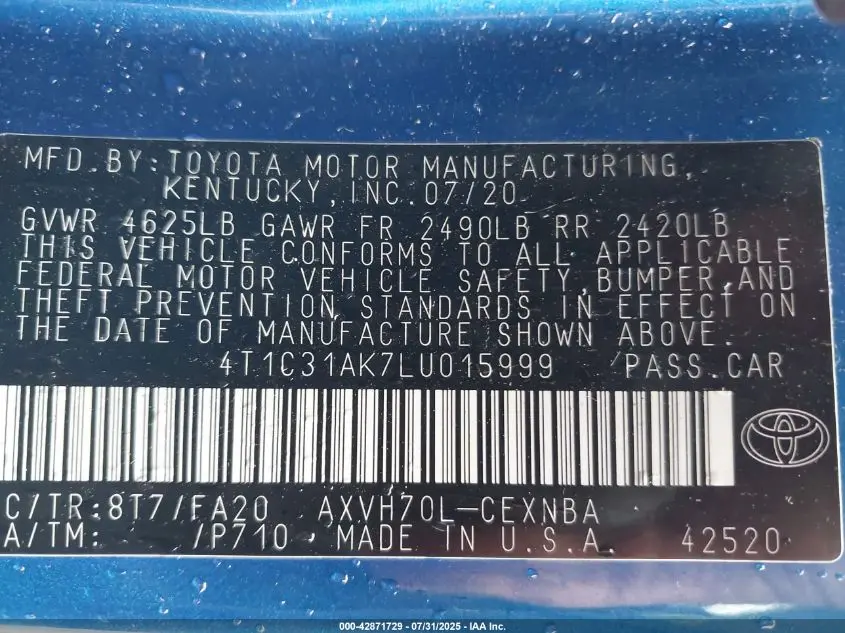 MFD.BY:TOYOTA MOTOR MANUFACTURING,
KENTUCKY,INC.07/20
GVWR 4625LB GAWR FR 2490LB RR 2420LB
THIS VEHICLE CONFORMS TO ALL APPLICABLE
FEDERAL MOTOR VEHICLE SAFETY,BUMPER,AND
THEFT PREVENTION STANDARDS IN EFFECT ON
THE DATE OF MANUFACTURE SHOWN ABOVE.
4T1C31AK7LU015999 PASS.CAR
C/TR:8T7/FA20 AXVH70L-CEXNBA
A/TM: /P710 MADE IN U.S.A. 42520
000-42871729 - 07/31/2025 - IAA Inc.